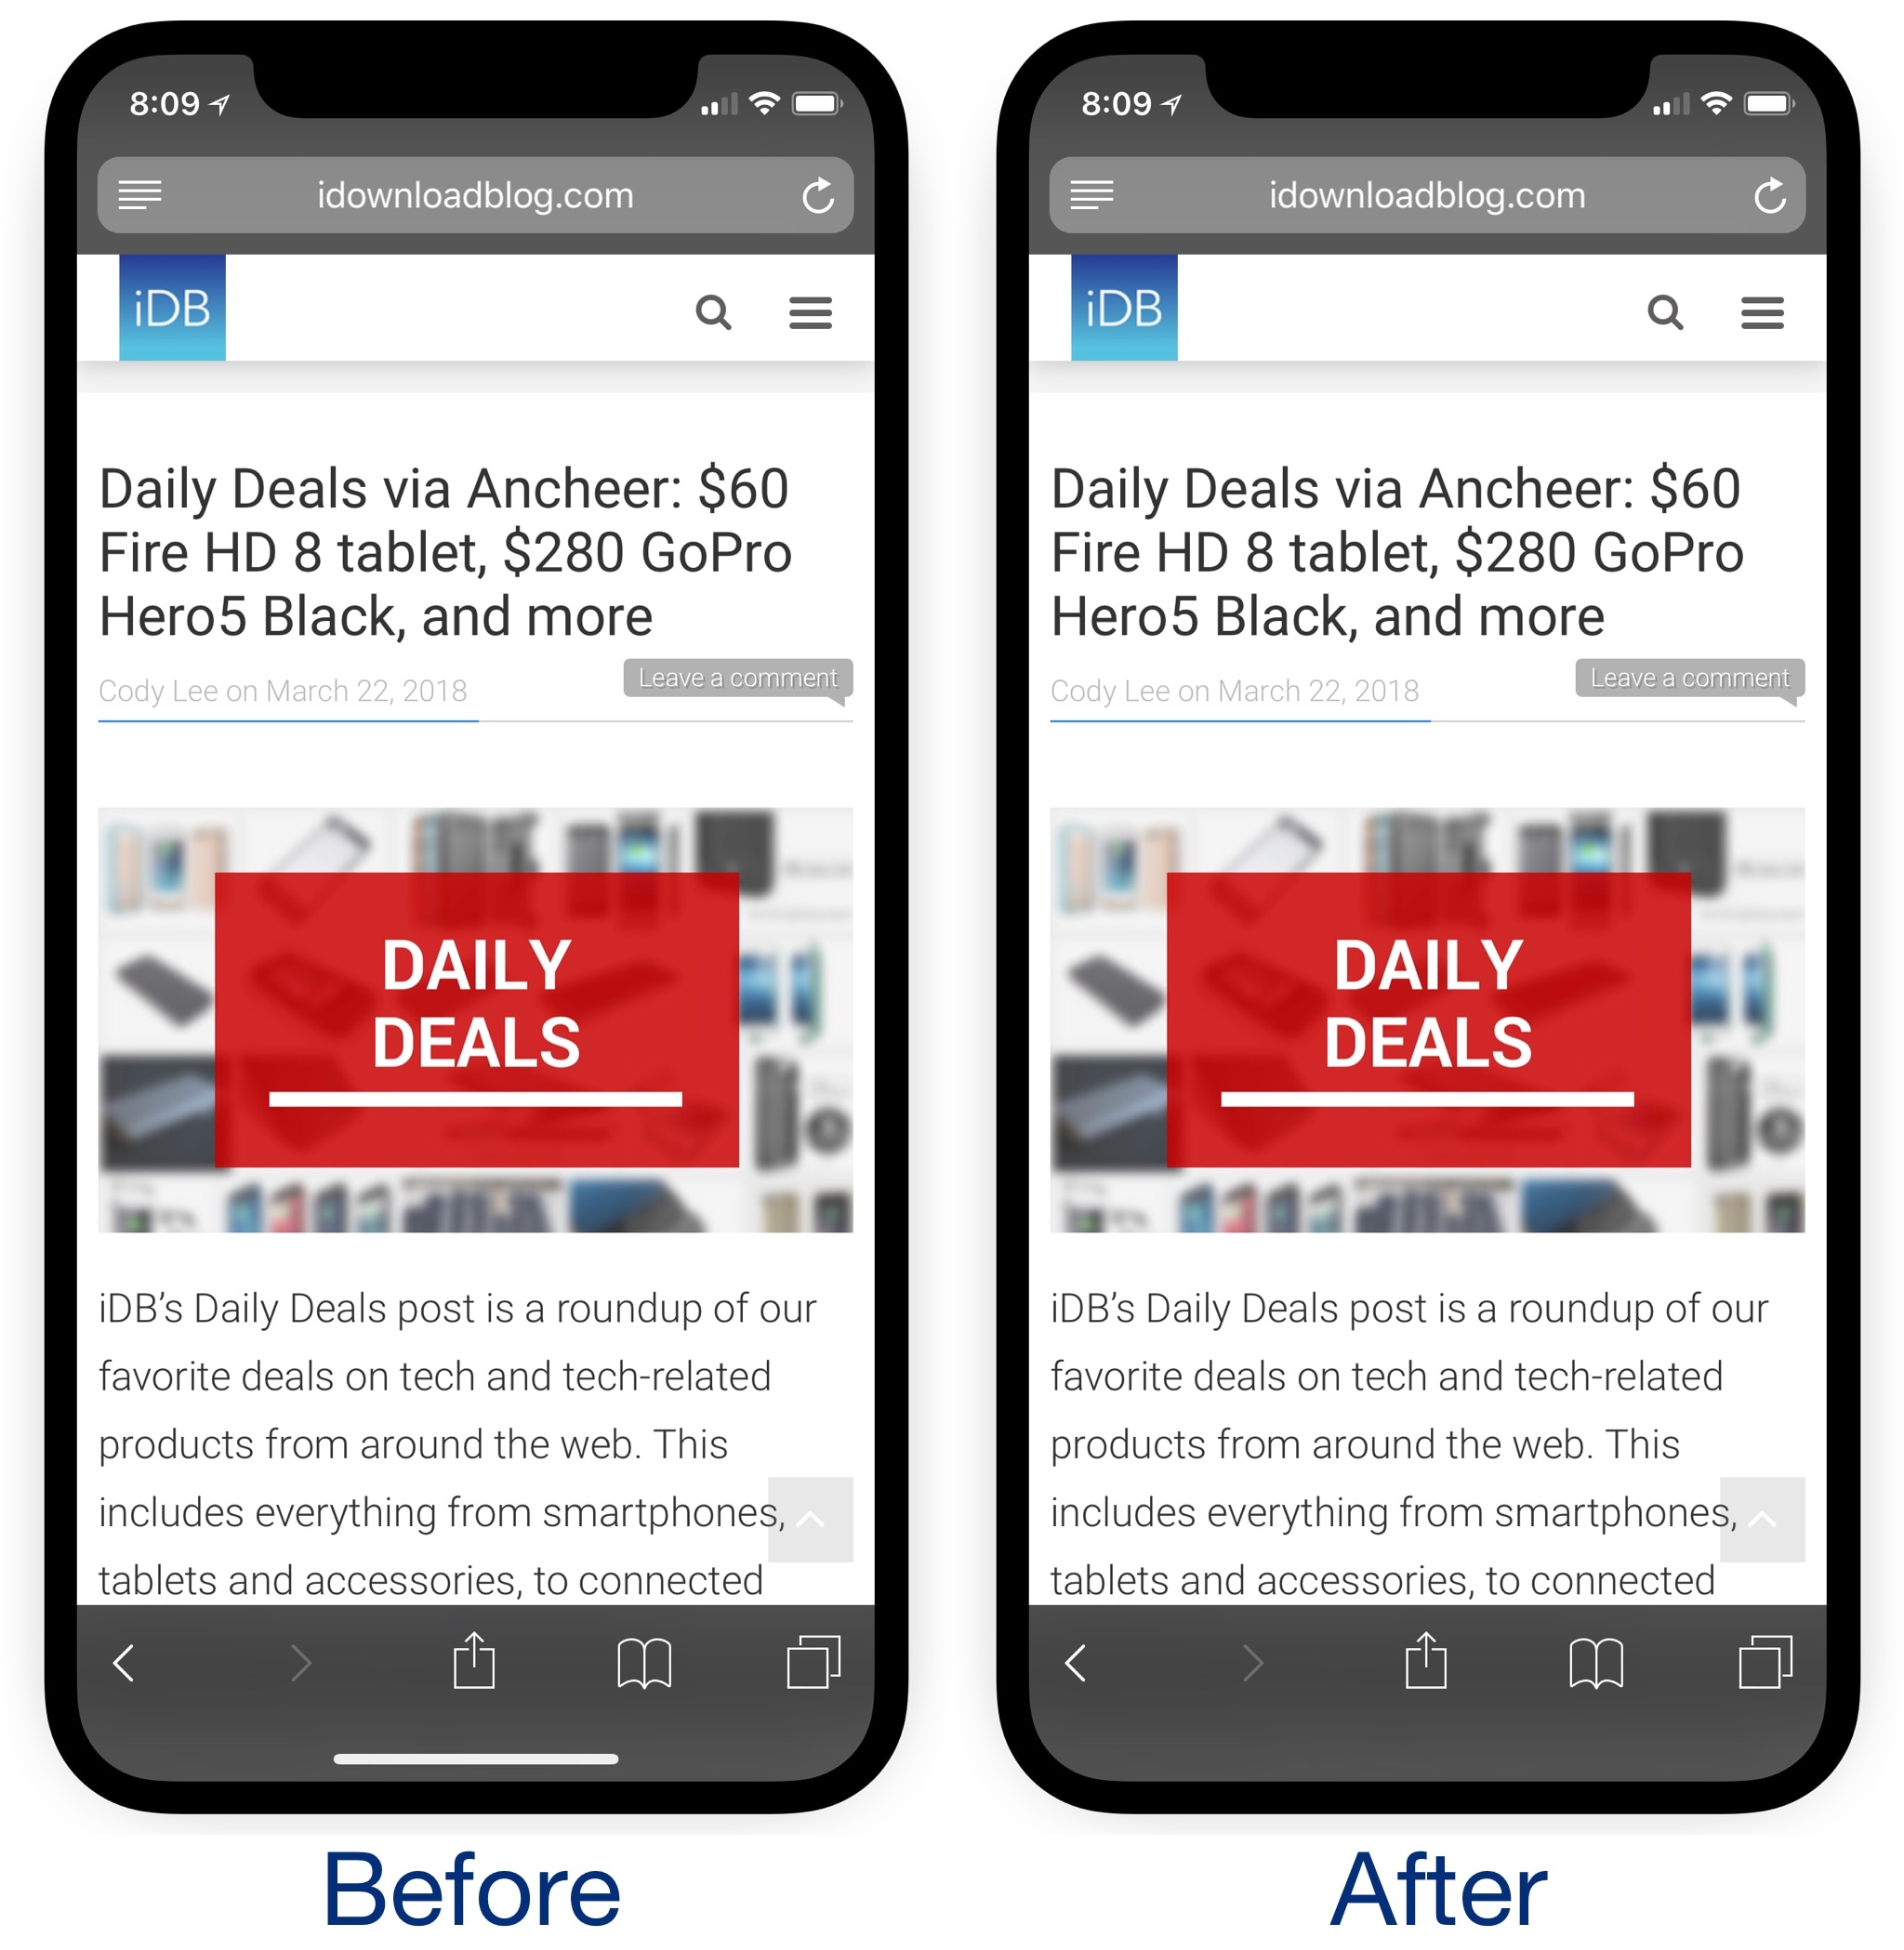 8:09
idownloadblog.com
iDB
Daily Deals via Ancheer: $60
Fire HD 8 tablet, $280 GoPro
Hero5 Black, and more
Cody Lee on March 22, 2018
Leave a comment
DAILY
DEALS
iDB’s Daily Deals post is a roundup of our
favorite deals on tech and tech-related
products from around the web. This
includes everything from smartphones,
tablets and accessories, to connected
Before
8:09
idownloadblog.com
iDB
Daily Deals via Ancheer: $60
Fire HD 8 tablet, $280 GoPro
Hero5 Black, and more
Cody Lee on March 22, 2018
Leave a comment
DAILY
DEALS
iDB’s Daily Deals post is a roundup of our
favorite deals on tech and tech-related
products from around the web. This
includes everything from smartphones,
tablets and accessories, to connected
After